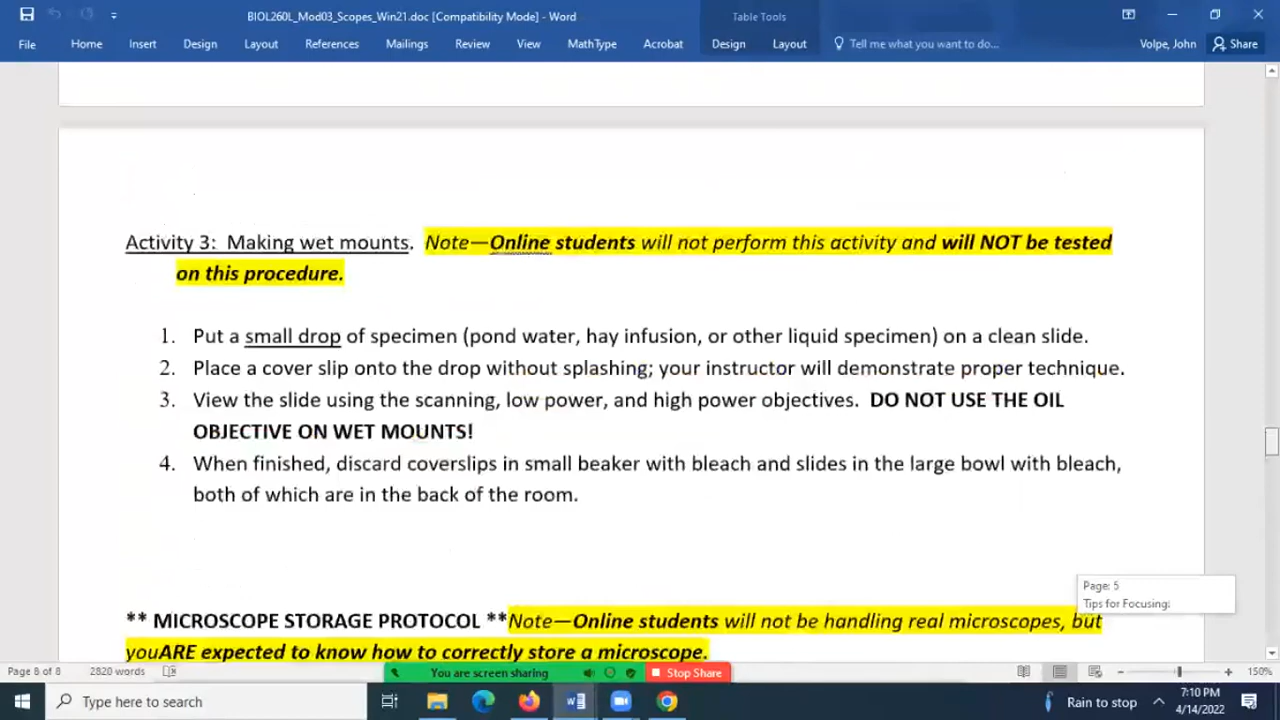 BIOL260L_Mod03_Scopes_Win21.doc [Compatibility Mode] - Word
Table Tools
File Home Insert Design Layout References Mailings Review View MathType Acrobat Design Layout Tell me what you want to do... Volpe, John Share
Activity 3: Making wet mounts. Note—Online students will not perform this activity and will NOT be tested
on this procedure.
1. Put a small drop of specimen (pond water, hay infusion, or other liquid specimen) on a clean slide.
2. Place a cover slip onto the drop without splashing; your instructor will demonstrate proper technique.
3. View the slide using the scanning, low power, and high power objectives. DO NOT USE THE OIL
OBJECTIVE ON WET MOUNTS!
4. When finished, discard coverslips in small beaker with bleach and slides in the large bowl with bleach,
both of which are in the back of the room.
Page: 5
Tips for Focusing:
** MICROSCOPE STORAGE PROTOCOL **Note—Online students will not be handling real microscopes, but
youARE expected to know how to correctly store a microscope.
Page 8 of 8 2820 words You are screen sharing Stop Share 150%
Type here to search Rain to stop 7:10 PM
4/14/2022